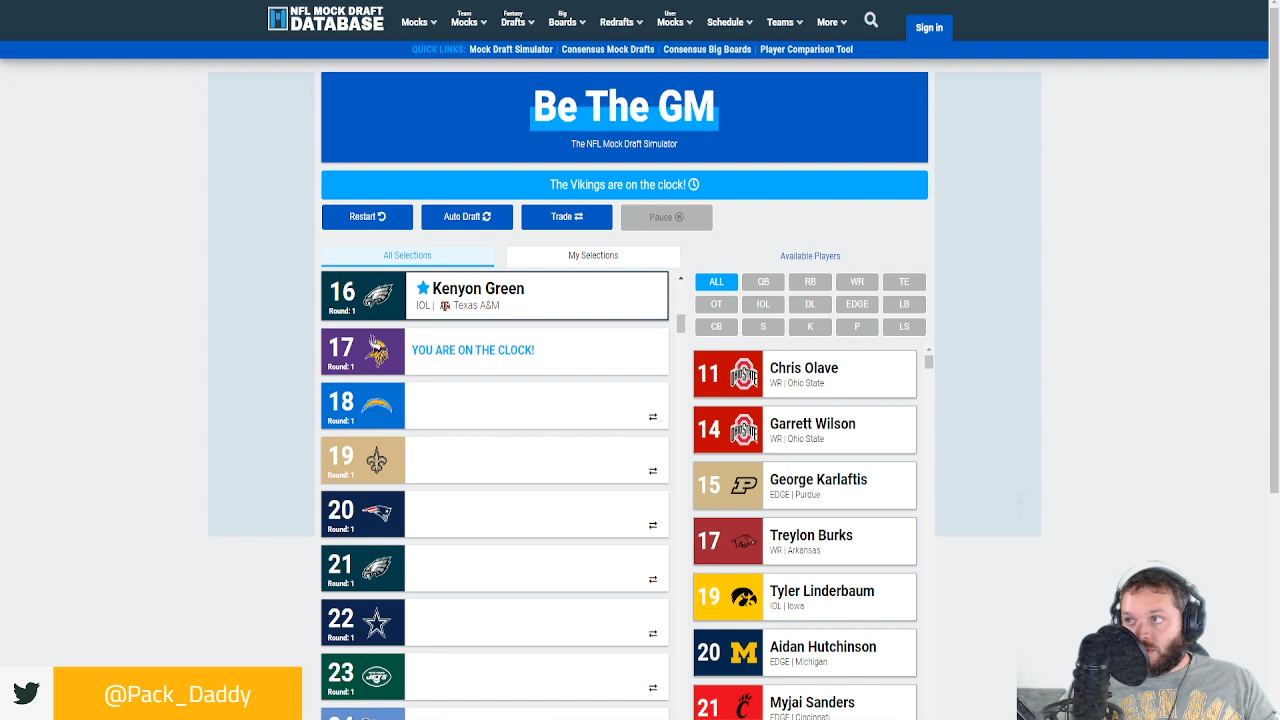 NFL MOCK DRAFT
DATABASE
Mocks
Team
Mocks
Fantasy
Drafts
Big
Boards
Redrafts
User
Mocks
Schedule
Teams
More
Sign in
QUICK LINKS: Mock Draft Simulator | Consensus Mock Drafts | Consensus Big Boards | Player Comparison Tool
Be The GM
The NFL Mock Draft Simulator
The Vikings are on the clock!
Restart
Auto Draft
Trade
Pause
All Selections
My Selections
16
Round: 1
Kenyon Green
IOL | Texas A&M
17
Round: 1
YOU ARE ON THE CLOCK!
18
Round: 1
19
Round: 1
20
Round: 1
21
Round: 1
22
Round: 1
23
Round: 1
Available Players
ALL QB RB WR TE
OT IOL DL EDGE LB
CB S K P LS
11
Chris Olave
WR | Ohio State
14
Garrett Wilson
WR | Ohio State
15
George Karlaftis
EDGE | Purdue
17
Treylon Burks
WR | Arkansas
19
Tyler Linderbaum
IOL | Iowa
20
Aidan Hutchinson
EDGE | Michigan
21
Myjai Sanders
EDGE | Cincinnati
@Pack_Daddy